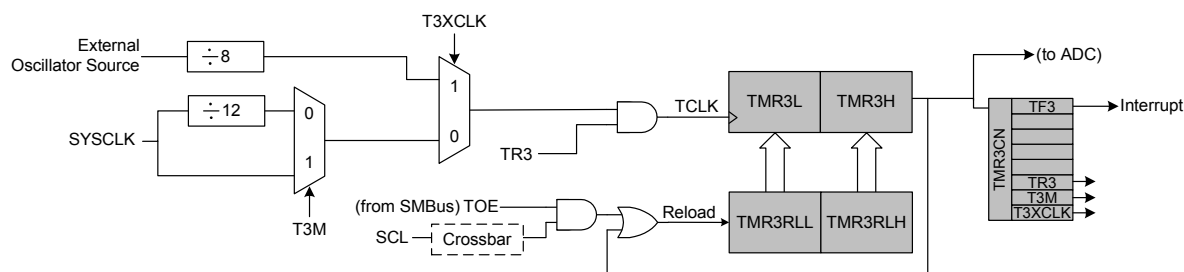 T3XCLK
External
Oscillator Source
÷8
1
0
÷12
0
1
SYSCLK
T3M
TR3
TCLK
TMR3L
TMR3H
(to ADC)
TMR3CN
TF3
Interrupt
TR3
T3M
T3XCLK
(from SMBus) TOE
SCL
Crossbar
Reload
TMR3RLL
TMR3RLH